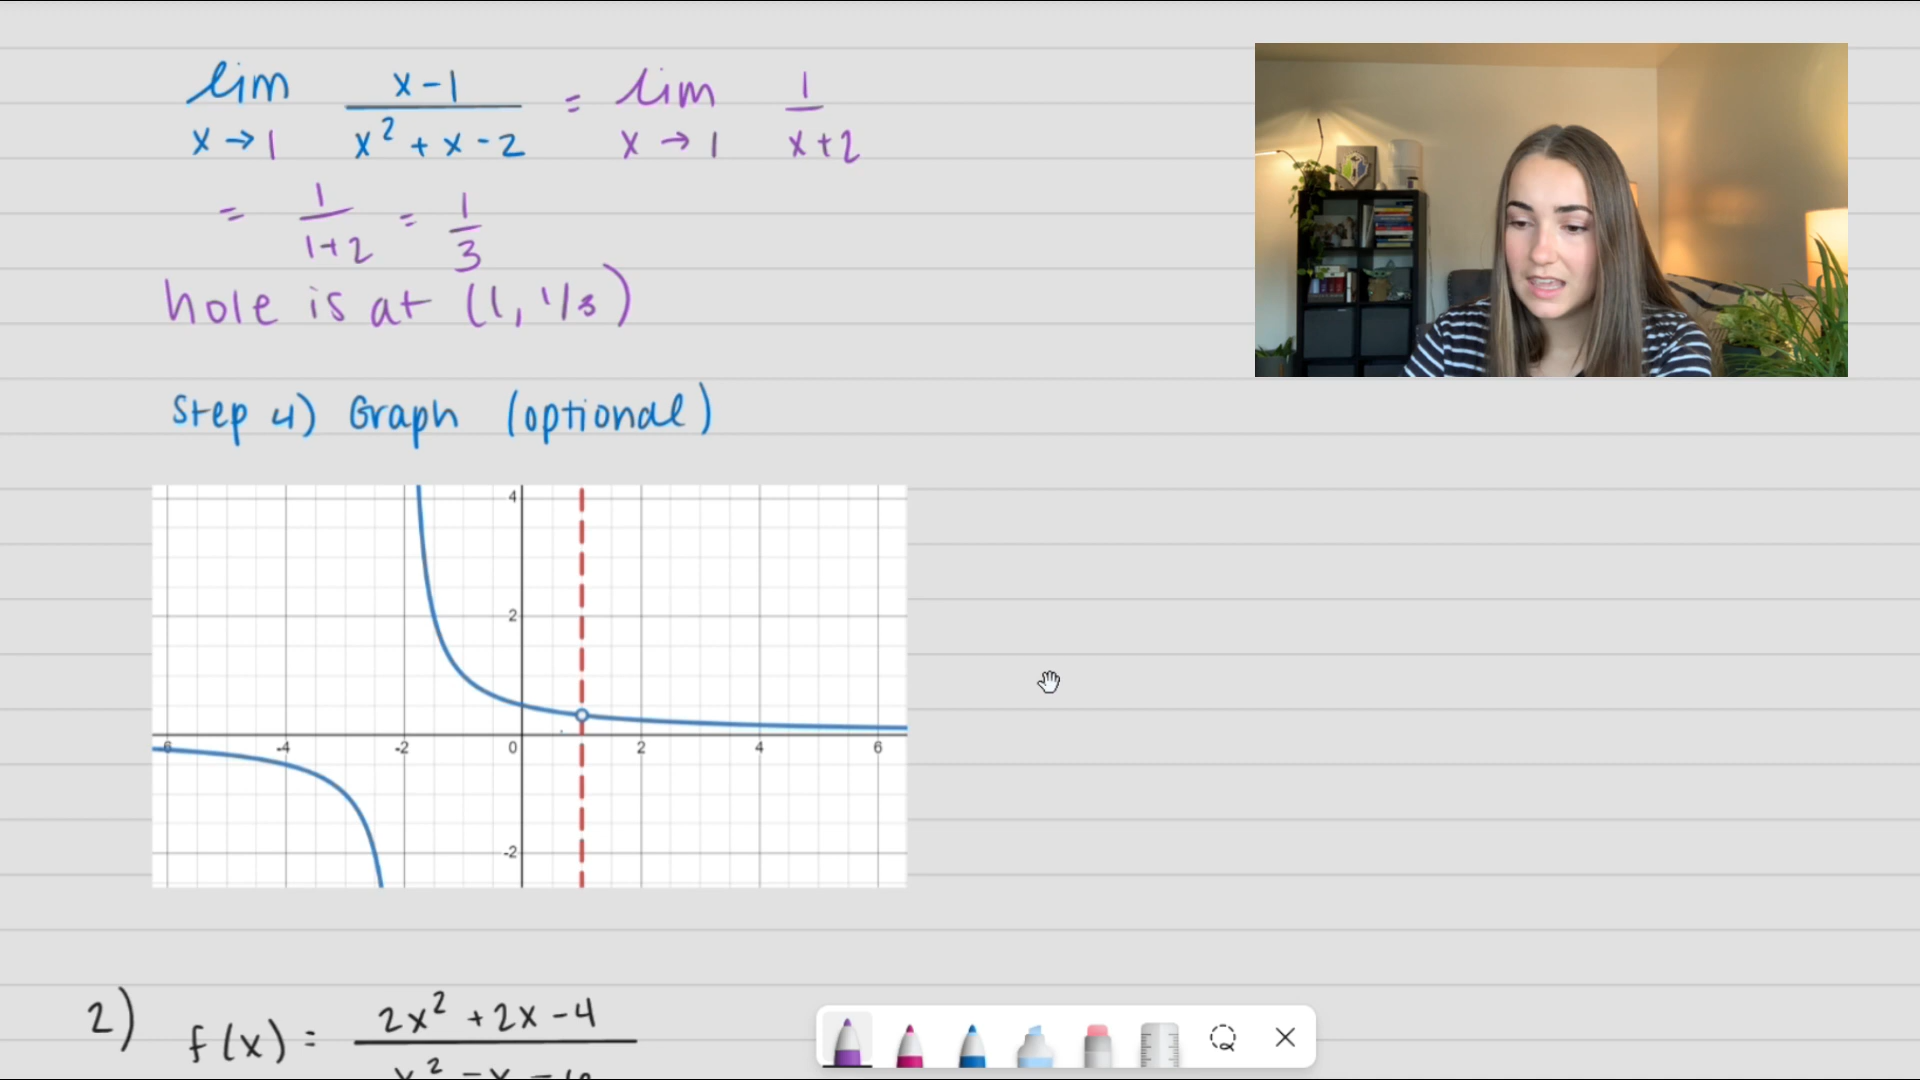 lim x-1 = lim 1
x→1 x²+x-2 x→1 x+2
= 1 = 1
1+2 3
hole is at (1, 1/3)
Step 4) Graph (optional)
4
2
-6 -4 -2 0 2 4 6
-2
2) f(x) = 2x²+2x-4
x² -x -